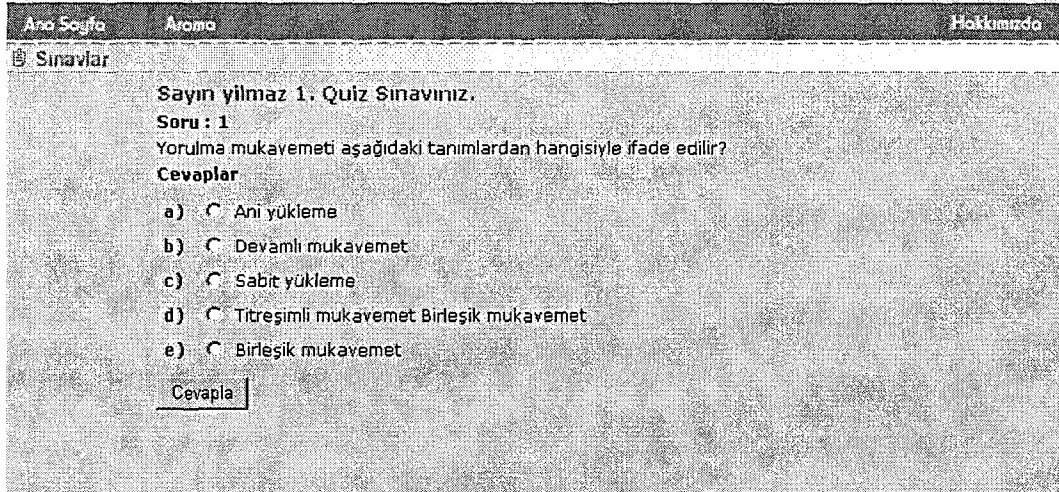 Ana Sayfa Arama Hakkımızda
Sınavlar
Sayın yilmaz 1. Quiz Sınavınız.
Soru : 1
Yorulma mukavemeti aşağıdaki tanımlardan hangisiyle ifade edilir?
Cevaplar
a) Ani yükleme
b) Devamlı mukavemet
c) Sabit yükleme
d) Titreşimli mukavemet Birleşik mukavemet
e) Birleşik mukavemet
Cevapla